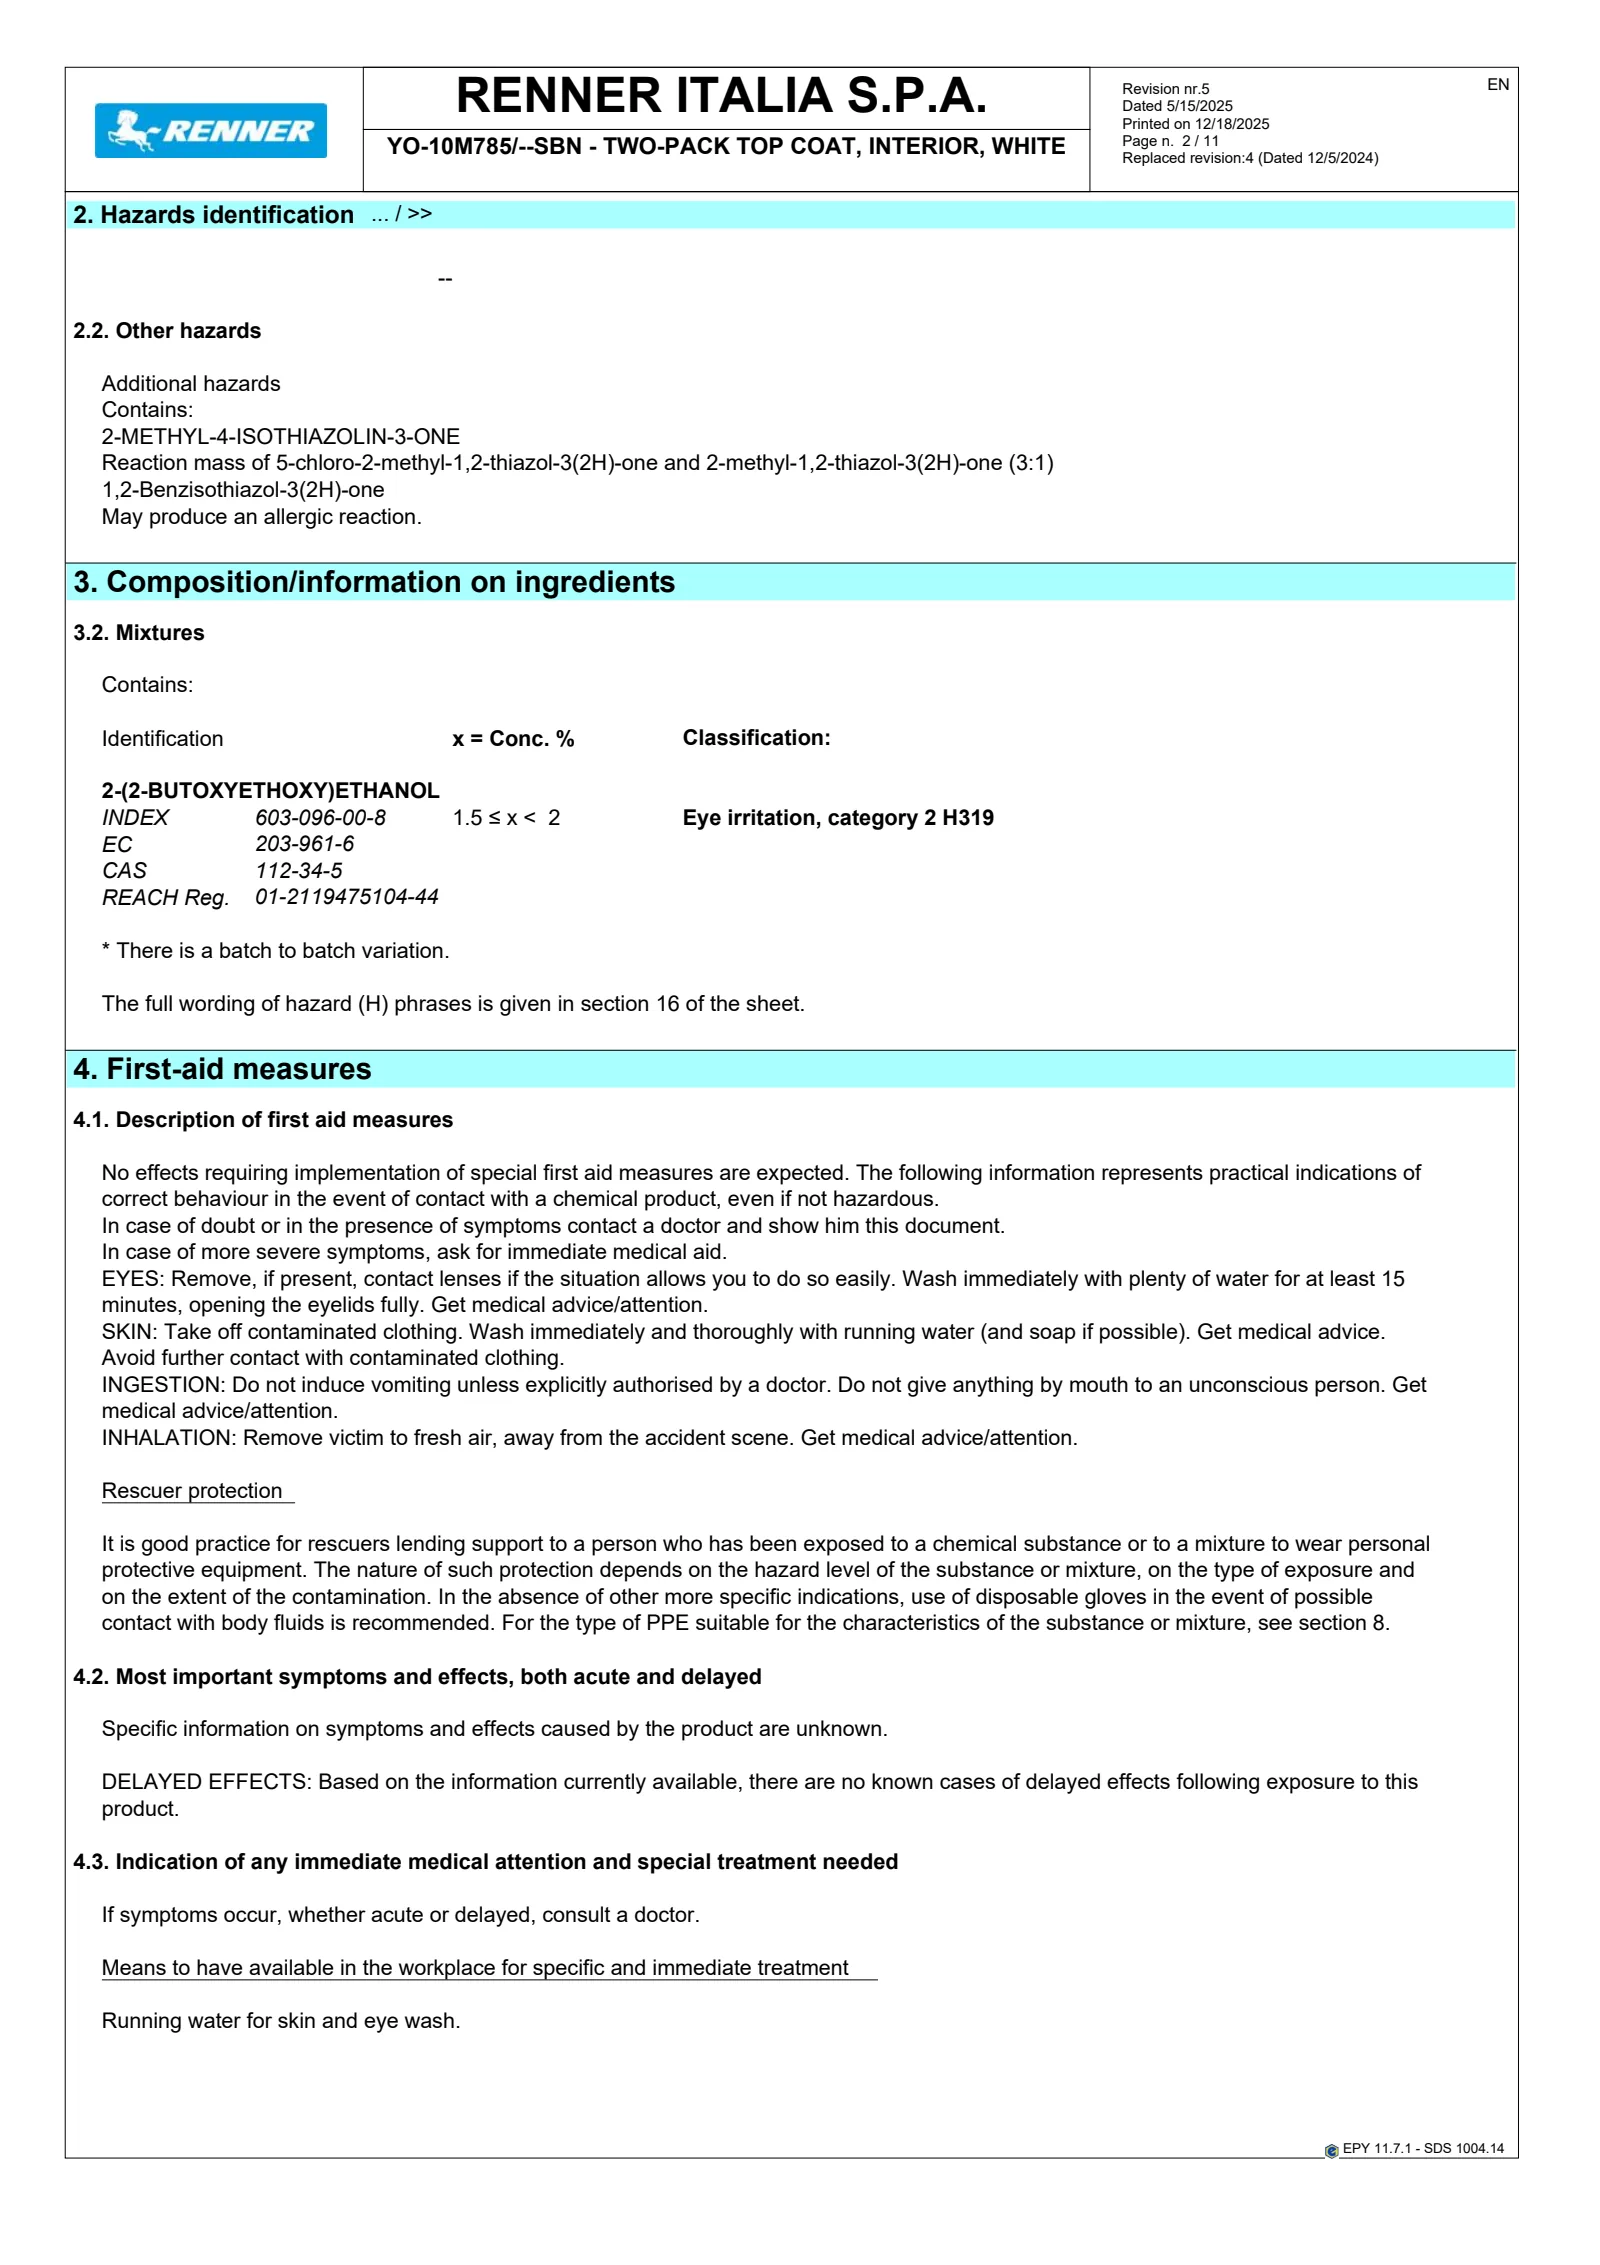 RENNER
RENNER ITALIA S.P.A.
YO-10M785/--SBN - TWO-PACK TOP COAT, INTERIOR, WHITE
EN
Revision nr.5
Dated 5/15/2025
Printed on 12/18/2025
Page n. 2 / 11
Replaced revision:4 (Dated 12/5/2024)
2. Hazards identification ... / >>
--
2.2. Other hazards
Additional hazards
Contains:
2-METHYL-4-ISOTHIAZOLIN-3-ONE
Reaction mass of 5-chloro-2-methyl-1,2-thiazol-3(2H)-one and 2-methyl-1,2-thiazol-3(2H)-one (3:1)
1,2-Benzisothiazol-3(2H)-one
May produce an allergic reaction.
3. Composition/information on ingredients
3.2. Mixtures
Contains:
Identification x = Conc. % Classification:
2-(2-BUTOXYETHOXY)ETHANOL
INDEX 603-096-00-8 1.5 ≤ x < 2 Eye irritation, category 2 H319
EC 203-961-6
CAS 112-34-5
REACH Reg. 01-2119475104-44
* There is a batch to batch variation.
The full wording of hazard (H) phrases is given in section 16 of the sheet.
4. First-aid measures
4.1. Description of first aid measures
No effects requiring implementation of special first aid measures are expected. The following information represents practical indications of
correct behaviour in the event of contact with a chemical product, even if not hazardous.
In case of doubt or in the presence of symptoms contact a doctor and show him this document.
In case of more severe symptoms, ask for immediate medical aid.
EYES: Remove, if present, contact lenses if the situation allows you to do so easily. Wash immediately with plenty of water for at least 15
minutes, opening the eyelids fully. Get medical advice/attention.
SKIN: Take off contaminated clothing. Wash immediately and thoroughly with running water (and soap if possible). Get medical advice.
Avoid further contact with contaminated clothing.
INGESTION: Do not induce vomiting unless explicitly authorised by a doctor. Do not give anything by mouth to an unconscious person. Get
medical advice/attention.
INHALATION: Remove victim to fresh air, away from the accident scene. Get medical advice/attention.
Rescuer protection
It is good practice for rescuers lending support to a person who has been exposed to a chemical substance or to a mixture to wear personal
protective equipment. The nature of such protection depends on the hazard level of the substance or mixture, on the type of exposure and
on the extent of the contamination. In the absence of other more specific indications, use of disposable gloves in the event of possible
contact with body fluids is recommended. For the type of PPE suitable for the characteristics of the substance or mixture, see section 8.
4.2. Most important symptoms and effects, both acute and delayed
Specific information on symptoms and effects caused by the product are unknown.
DELAYED EFFECTS: Based on the information currently available, there are no known cases of delayed effects following exposure to this
product.
4.3. Indication of any immediate medical attention and special treatment needed
If symptoms occur, whether acute or delayed, consult a doctor.
Means to have available in the workplace for specific and immediate treatment
Running water for skin and eye wash.
EPY 11.7.1 - SDS 1004.14